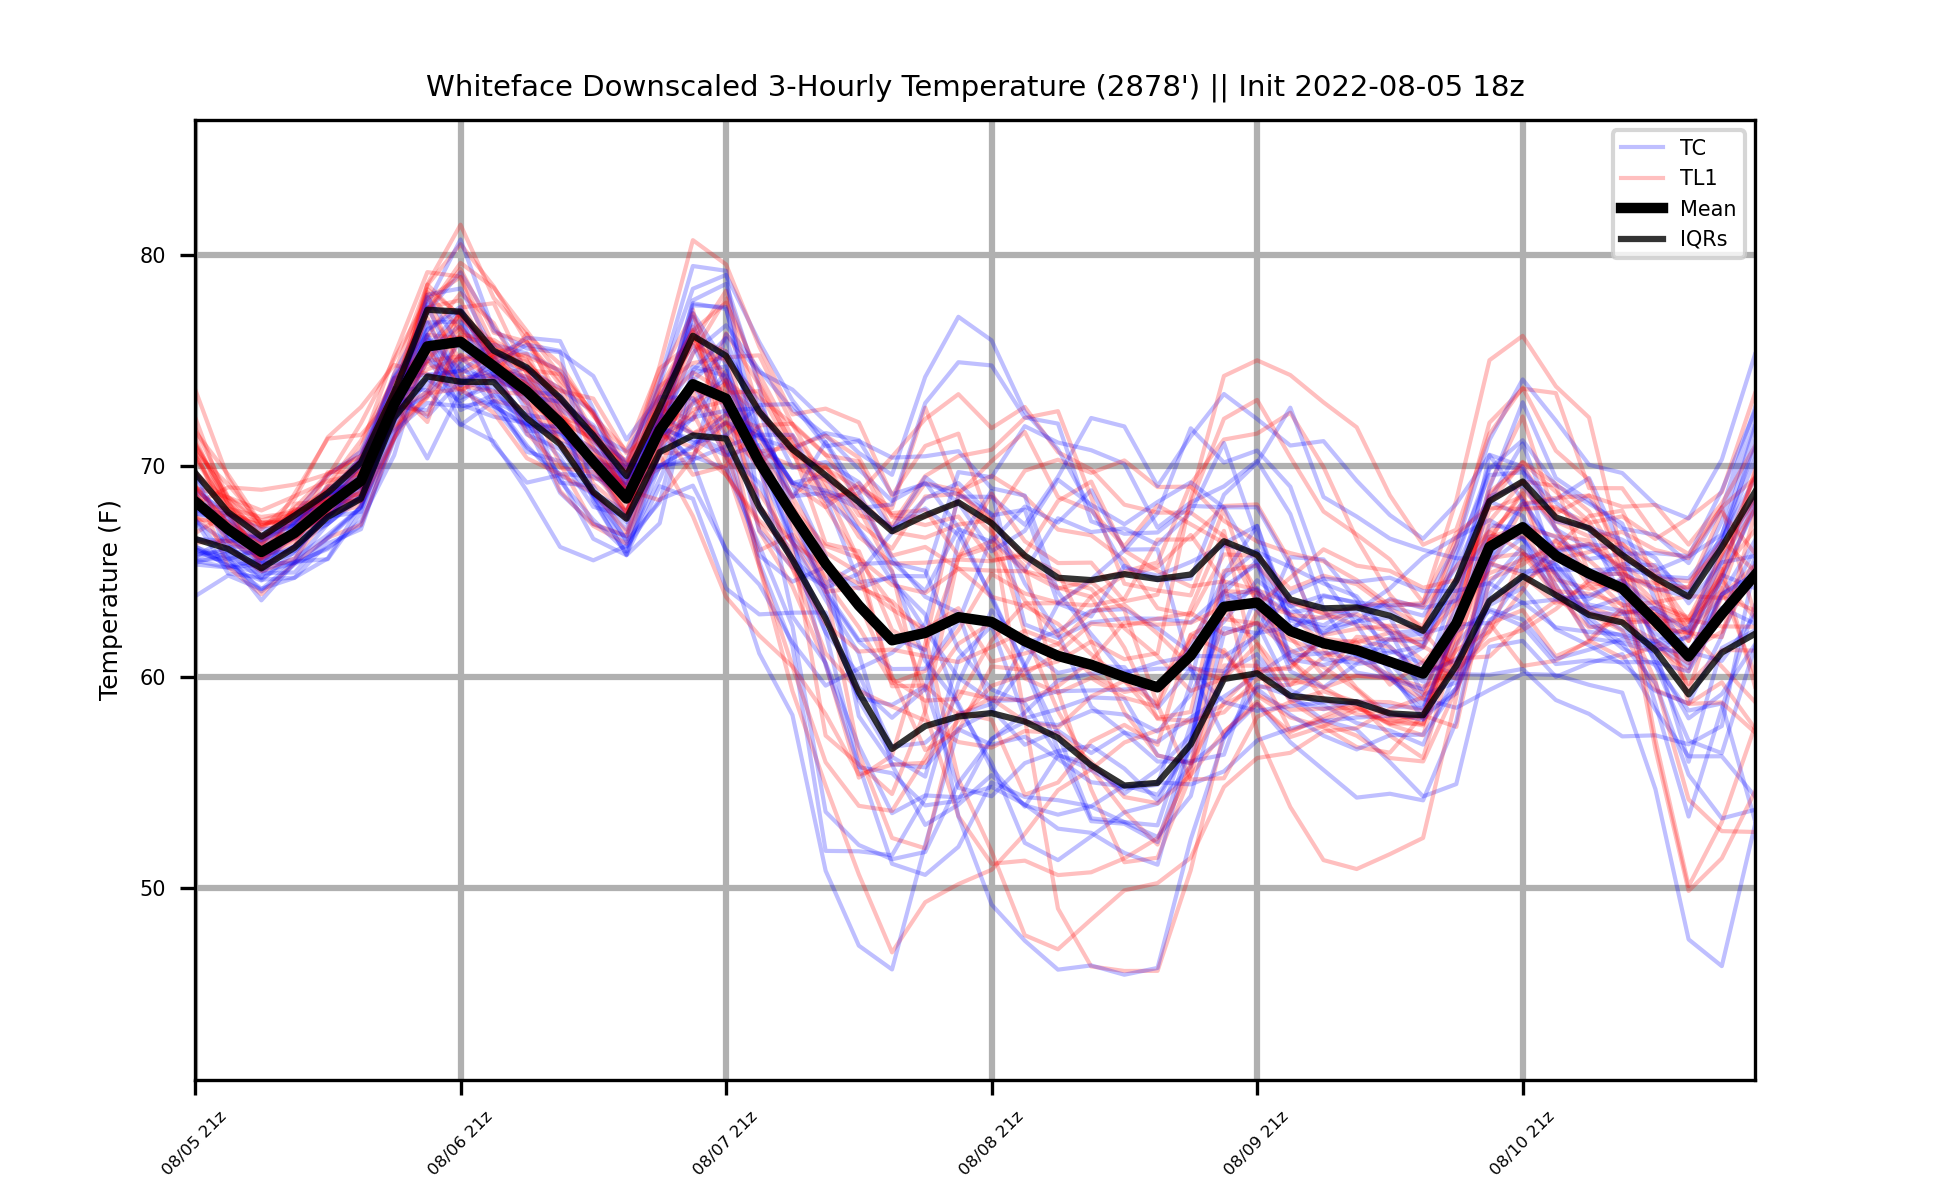 Whiteface Downscaled 3-Hourly Temperature (2878') || Init 2022-08-05 18z
TC
TL1
Mean
IQRs
Temperature (F)
80
70
60
50
08/05 21z
08/06 21z
08/07 21z
08/08 21z
08/09 21z
08/10 21z